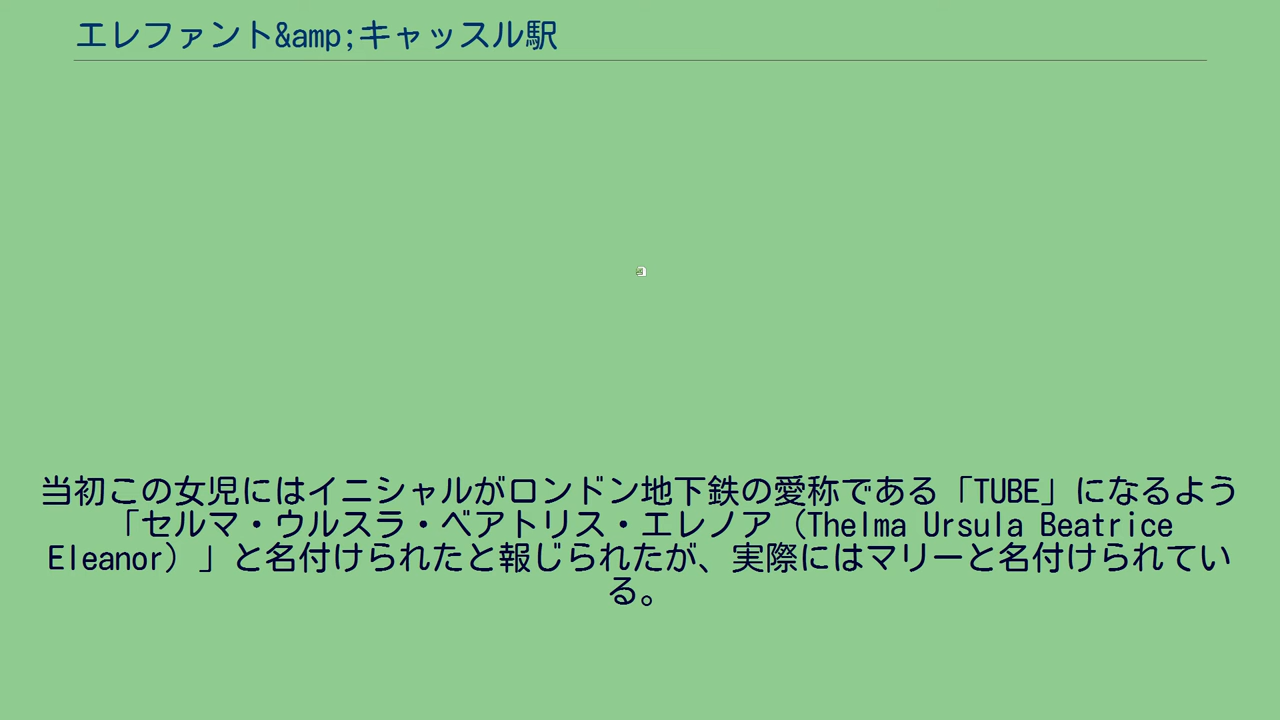 エレファント&amp;キャッスル駅
当初この女児にはイニシャルがロンドン地下鉄の愛称である「TUBE」になるよう
「セルマ・ウルスラ・ベアトリス・エレノア（Thelma Ursula Beatrice
Eleanor）」と名付けられたと報じられたが、実際にはマリーと名付けられてい
る。